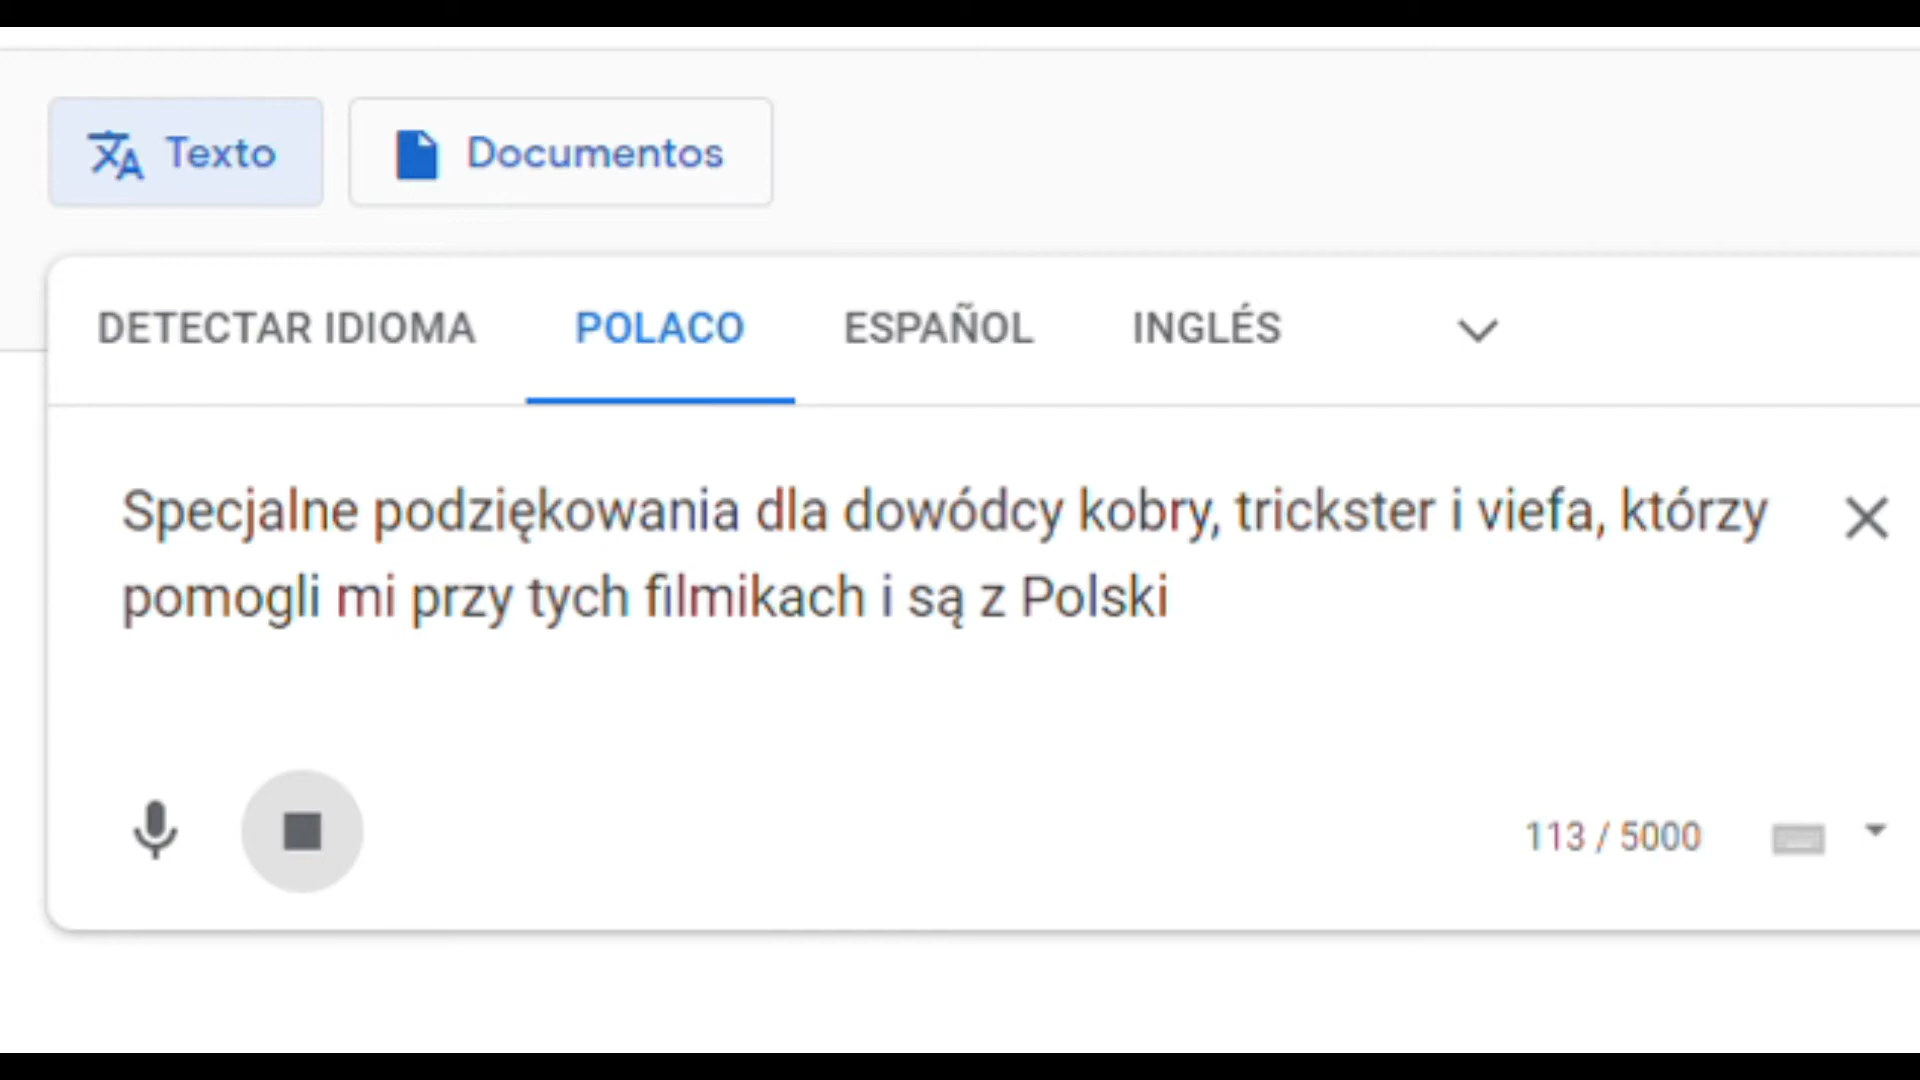 Texto
Documentos
DETECTAR IDIOMA
POLACO
ESPAÑOL
INGLÉS
Specjalne podziękowania dla dowódcy kobry, trickster i viefa, którzy
pomogli mi przy tych filmikach i są z Polski
113 / 5000